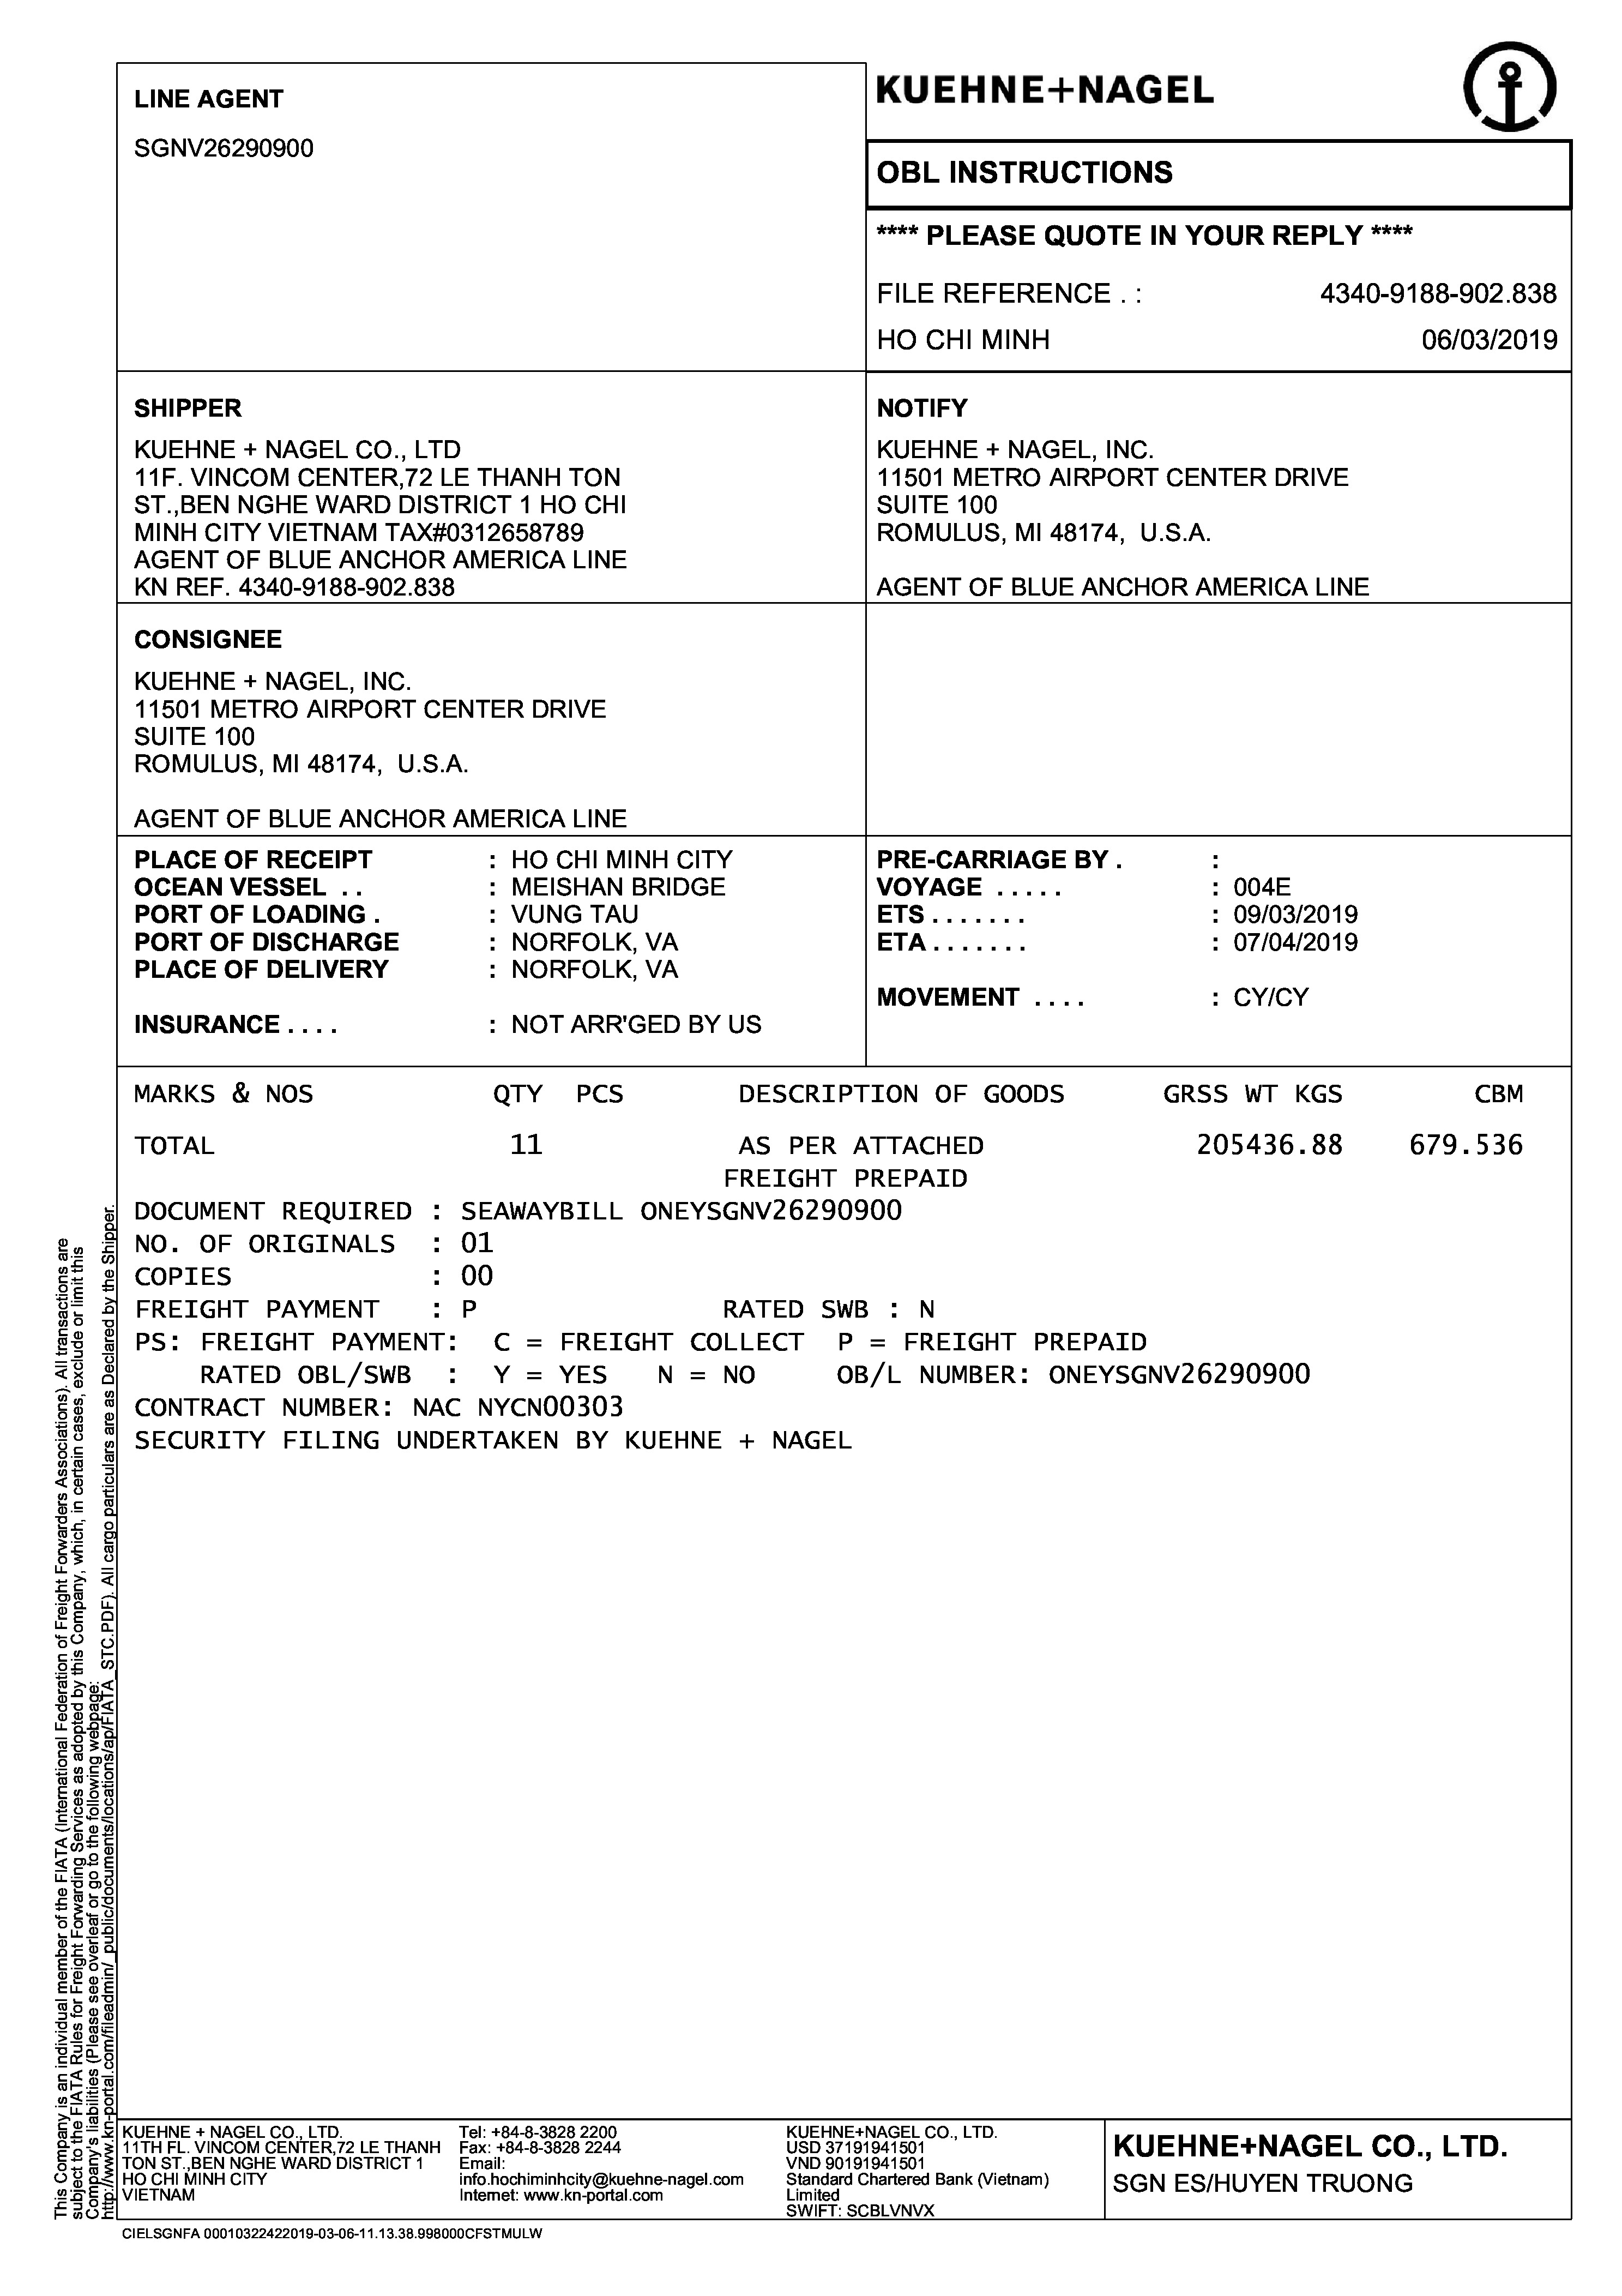 LINE AGENT
SGNV26290900
KUEHNE+NAGEL
OBL INSTRUCTIONS
**** PLEASE QUOTE IN YOUR REPLY ****
FILE REFERENCE . : 4340-9188-902.838
HO CHI MINH 06/03/2019
SHIPPER
KUEHNE + NAGEL CO., LTD
11F. VINCOM CENTER,72 LE THANH TON
ST.,BEN NGHE WARD DISTRICT 1 HO CHI
MINH CITY VIETNAM TAX#0312658789
AGENT OF BLUE ANCHOR AMERICA LINE
KN REF. 4340-9188-902.838
NOTIFY
KUEHNE + NAGEL, INC.
11501 METRO AIRPORT CENTER DRIVE
SUITE 100
ROMULUS, MI 48174, U.S.A.
AGENT OF BLUE ANCHOR AMERICA LINE
CONSIGNEE
KUEHNE + NAGEL, INC.
11501 METRO AIRPORT CENTER DRIVE
SUITE 100
ROMULUS, MI 48174, U.S.A.
AGENT OF BLUE ANCHOR AMERICA LINE
PLACE OF RECEIPT : HO CHI MINH CITY
OCEAN VESSEL . . : MEISHAN BRIDGE
PORT OF LOADING . : VUNG TAU
PORT OF DISCHARGE : NORFOLK, VA
PLACE OF DELIVERY : NORFOLK, VA
INSURANCE . . . . : NOT ARR'GED BY US
PRE-CARRIAGE BY . :
VOYAGE . . . . . : 004E
ETS . . . . . . . : 09/03/2019
ETA . . . . . . . : 07/04/2019
MOVEMENT . . . . : CY/CY
MARKS & NOS QTY PCS DESCRIPTION OF GOODS GRSS WT KGS CBM
TOTAL 11 AS PER ATTACHED 205436.88 679.536
FREIGHT PREPAID
DOCUMENT REQUIRED : SEAWAYBILL ONEYSGNV26290900
NO. OF ORIGINALS : 01
COPIES : 00
FREIGHT PAYMENT : P RATED SWB : N
PS: FREIGHT PAYMENT: C = FREIGHT COLLECT P = FREIGHT PREPAID
RATED OBL/SWB : Y = YES N = NO OB/L NUMBER: ONEYSGNV26290900
CONTRACT NUMBER: NAC NYCN00303
SECURITY FILING UNDERTAKEN BY KUEHNE + NAGEL
This Company is an individual member of the FIATA (International Federation of Freight Forwarders Associations). All transactions are
subject to the FIATA Rules for Freight Forwarding Services as adopted by this Company, which, in certain cases, exclude or limit this
Company's liabilities (Please see overleaf or go to the following webpage:
http://www.kn-portal.com/fileadmin/_public/documents/locations/ap/FIATA_STC.PDF). All cargo particulars are as Declared by the Shipper.
KUEHNE + NAGEL CO., LTD.
11TH FL. VINCOM CENTER,72 LE THANH
TON ST.,BEN NGHE WARD DISTRICT 1
HO CHI MINH CITY
VIETNAM
Tel: +84-8-3828 2200
Fax: +84-8-3828 2244
Email:
info.hochiminhcity@kuehne-nagel.com
Internet: www.kn-portal.com
KUEHNE+NAGEL CO., LTD.
USD 37191941501
VND 90191941501
Standard Chartered Bank (Vietnam)
Limited
SWIFT: SCBLVNVX
KUEHNE+NAGEL CO., LTD.
SGN ES/HUYEN TRUONG
CIELSGNFA 00010322422019-03-06-11.13.38.998000CFSTMULW